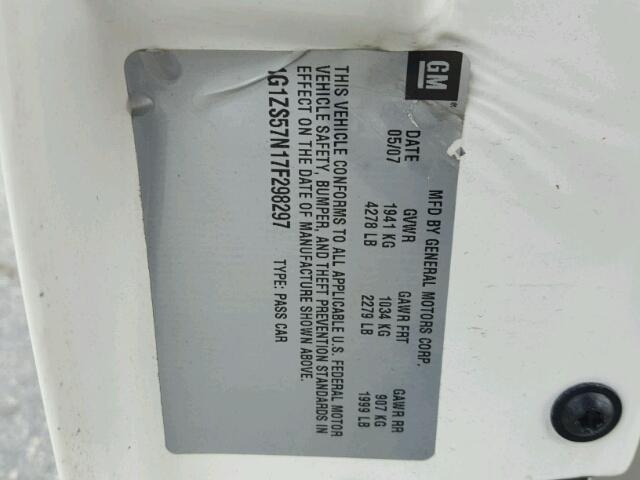 GM
®
MFD BY GENERAL MOTORS CORP.
DATE GVWR GAWR FRT GAWR RR
05/07 1941 KG 1034 KG 907 KG
4278 LB 2279 LB 1999 LB
THIS VEHICLE CONFORMS TO ALL APPLICABLE U.S. FEDERAL MOTOR
VEHICLE SAFETY, BUMPER, AND THEFT PREVENTION STANDARDS IN
EFFECT ON THE DATE OF MANUFACTURE SHOWN ABOVE.
1G1ZS57N17F298297 TYPE: PASS CAR